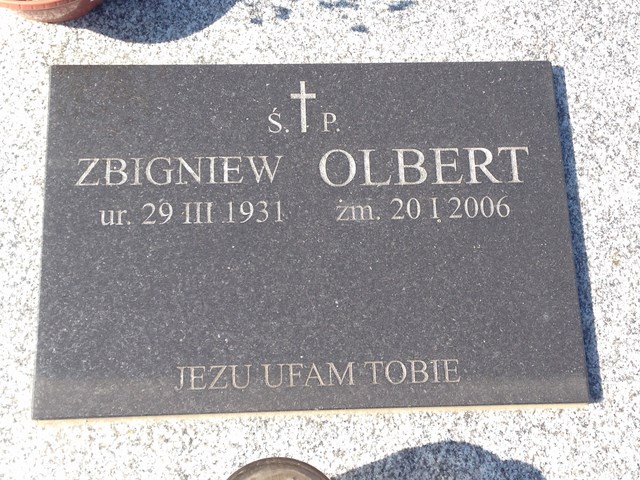 Ś. P.
ZBIGNIEW OLBERT
ur. 29 III 1931 zm. 20 I 2006
JEZU UFAM TOBIE